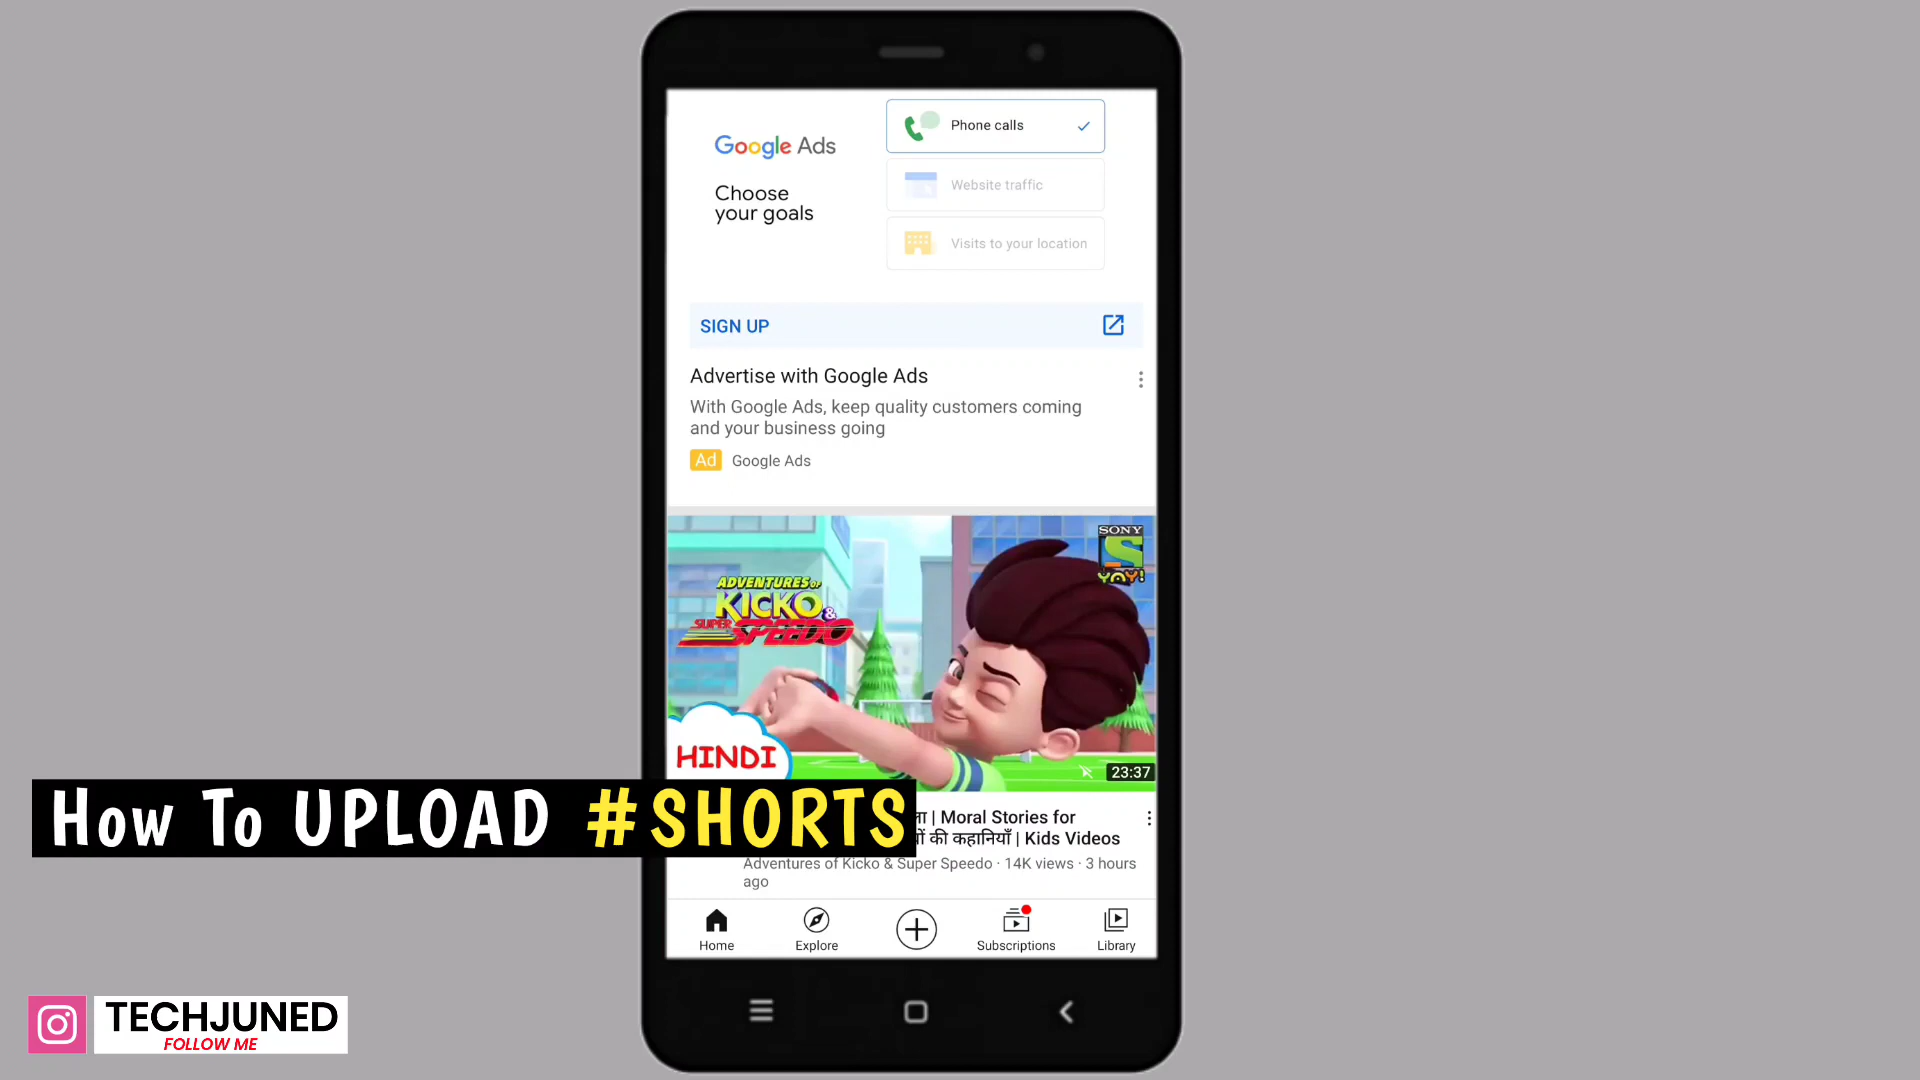 Google Ads
Choose
your goals
Phone calls
Website traffic
Visits to your location
SIGN UP
Advertise with Google Ads
With Google Ads, keep quality customers coming
and your business going
Ad Google Ads
SONY
YAY!
ADVENTURES OF
KICKO &
SUPER SPEEDO
HINDI
23:37
| Moral Stories for
की कहानियाँ | Kids Videos
Adventures of Kicko & Super Speedo · 14K views · 3 hours
ago
How To UPLOAD #SHORTS
Home
Explore
Subscriptions
Library
TECHJUNED
FOLLOW ME